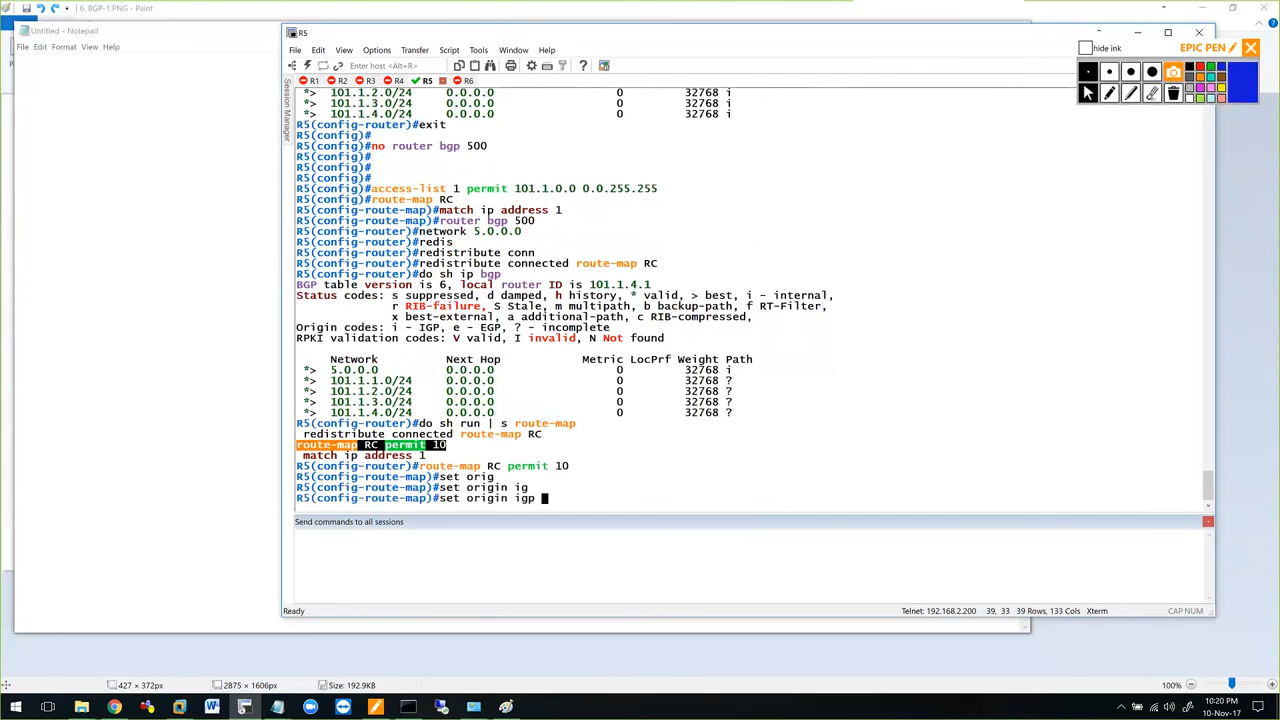 6. BGP-1.PNG - Paint
Untitled - Notepad
File Edit Format View Help
R5
File Edit View Options Transfer Script Tools Window Help
Enter host <Alt+R>
hide ink
EPIC PEN
R1 R2 R3 R4 R5 R6
Session Manager
*> 101.1.2.0/24 0.0.0.0 0 32768 i
*> 101.1.3.0/24 0.0.0.0 0 32768 i
*> 101.1.4.0/24 0.0.0.0 0 32768 i
R5(config-router)#exit
R5(config)#
R5(config)#no router bgp 500
R5(config)#
R5(config)#
R5(config)#
R5(config)#access-list 1 permit 101.1.0.0 0.0.255.255
R5(config)#route-map RC
R5(config-route-map)#match ip address 1
R5(config-route-map)#router bgp 500
R5(config-router)#network 5.0.0.0
R5(config-router)#redis
R5(config-router)#redistribute conn
R5(config-router)#redistribute connected route-map RC
R5(config-router)#do sh ip bgp
BGP table version is 6, local router ID is 101.1.4.1
Status codes: s suppressed, d damped, h history, * valid, > best, i - internal,
r RIB-failure, S Stale, m multipath, b backup-path, f RT-Filter,
x best-external, a additional-path, c RIB-compressed,
Origin codes: i - IGP, e - EGP, ? - incomplete
RPKI validation codes: V valid, I invalid, N Not found
Network Next Hop Metric LocPrf Weight Path
*> 5.0.0.0 0.0.0.0 0 32768 i
*> 101.1.1.0/24 0.0.0.0 0 32768 ?
*> 101.1.2.0/24 0.0.0.0 0 32768 ?
*> 101.1.3.0/24 0.0.0.0 0 32768 ?
*> 101.1.4.0/24 0.0.0.0 0 32768 ?
R5(config-router)#do sh run | s route-map
redistribute connected route-map RC
route-map RC permit 10
match ip address 1
R5(config-router)#route-map RC permit 10
R5(config-route-map)#set orig
R5(config-route-map)#set origin ig
R5(config-route-map)#set origin igp
Send commands to all sessions
Ready
Telnet: 192.168.2.200 39, 33 39 Rows, 133 Cols Xterm CAP NUM
427 × 372px 2875 × 1606px Size: 192.9KB 100%
10:20 PM
10-Nov-17